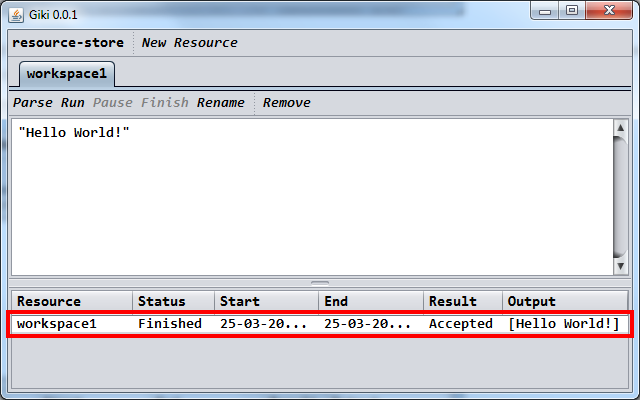 Giki 0.0.1
resource-store New Resource
workspace1
Parse Run Pause Finish Rename Remove
"Hello World!"
Resource Status Start End Result Output
workspace1 Finished 25-03-20... 25-03-20... Accepted [Hello World!]